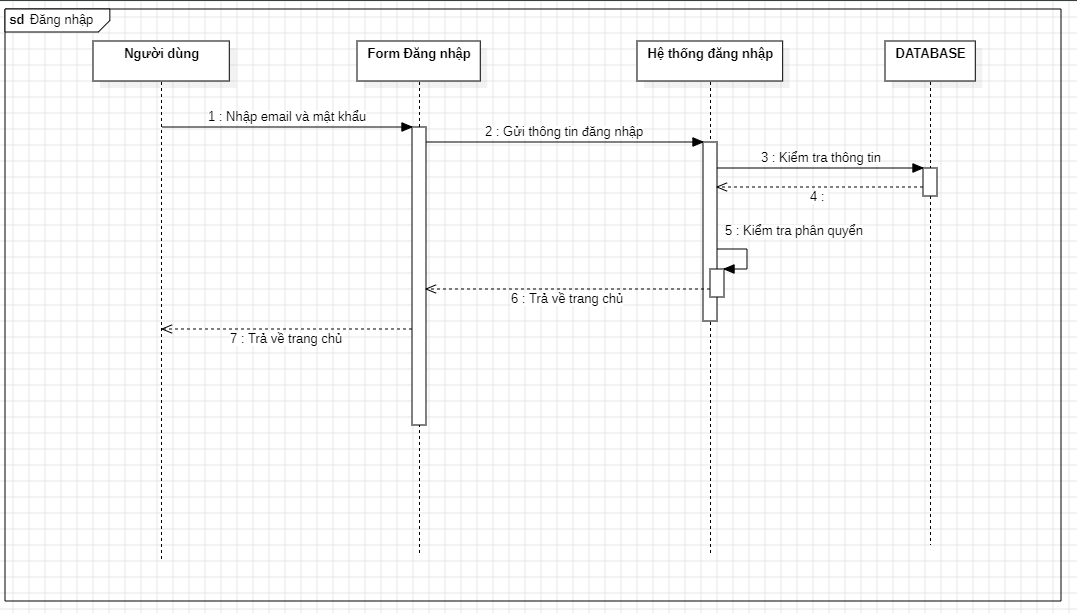 sd Đăng nhập
Người dùng
Form Đăng nhập
Hệ thống đăng nhập
DATABASE
1 : Nhập email và mật khẩu
2 : Gửi thông tin đăng nhập
3 : Kiểm tra thông tin
4 :
5 : Kiểm tra phân quyển
6 : Trả về trang chủ
7 : Trả về trang chủ